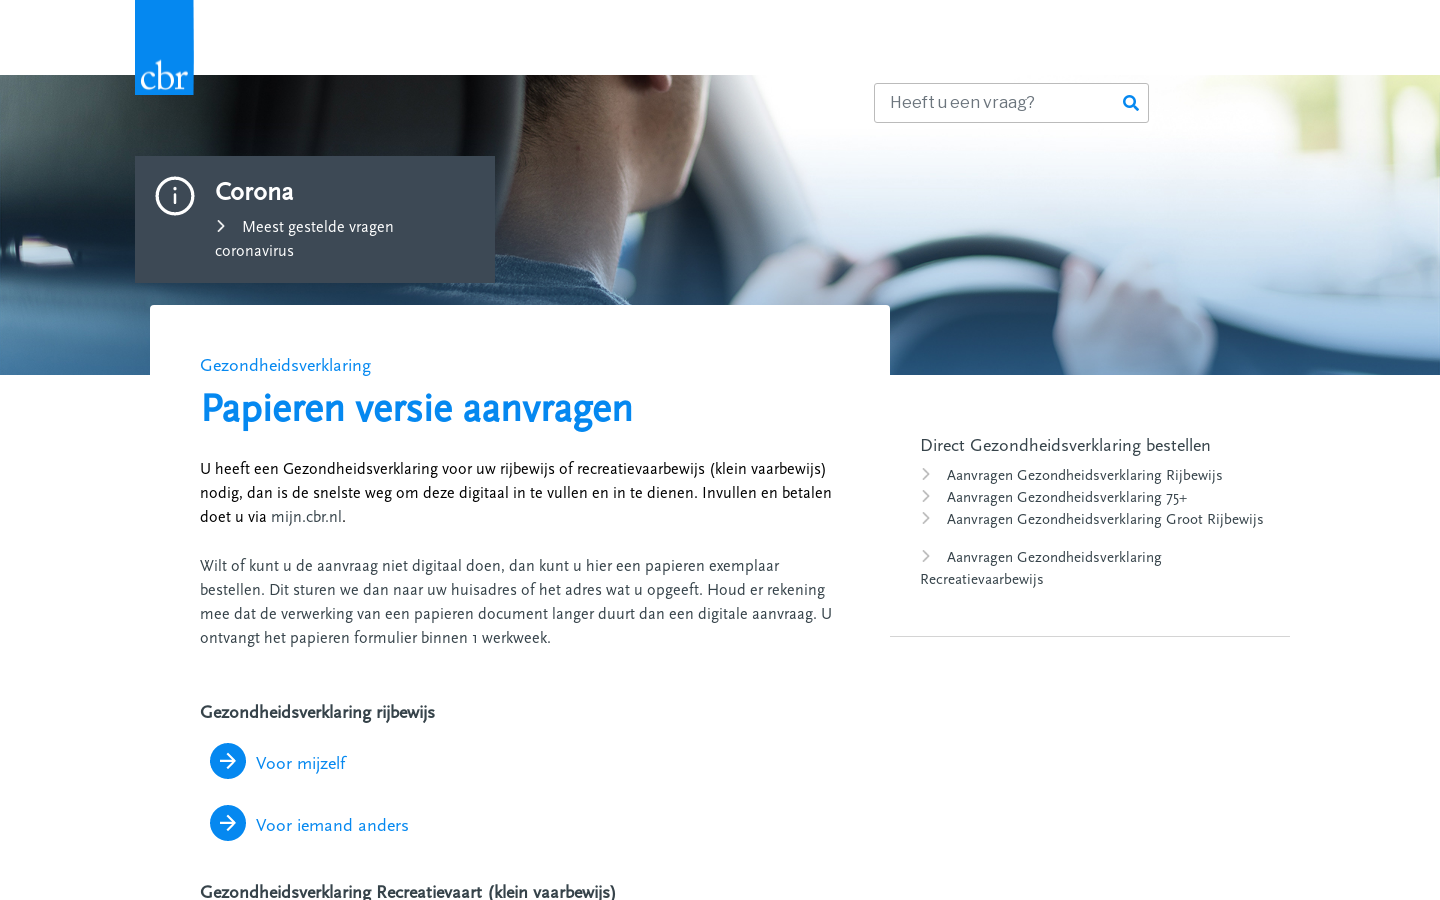 cbr
Heeft u een vraag?
Corona
Meest gestelde vragen
coronavirus
Gezondheidsverklaring
Papieren versie aanvragen
U heeft een Gezondheidsverklaring voor uw rijbewijs of recreatievaarbewijs (klein vaarbewijs)
nodig, dan is de snelste weg om deze digitaal in te vullen en in te dienen. Invullen en betalen
doet u via mijn.cbr.nl.
Wilt of kunt u de aanvraag niet digitaal doen, dan kunt u hier een papieren exemplaar
bestellen. Dit sturen we dan naar uw huisadres of het adres wat u opgeeft. Houd er rekening
mee dat de verwerking van een papieren document langer duurt dan een digitale aanvraag. U
ontvangt het papieren formulier binnen 1 werkweek.
Gezondheidsverklaring rijbewijs
Voor mijzelf
Voor iemand anders
Gezondheidsverklaring Recreatievaart (klein vaarbewijs)
Direct Gezondheidsverklaring bestellen
Aanvragen Gezondheidsverklaring Rijbewijs
Aanvragen Gezondheidsverklaring 75+
Aanvragen Gezondheidsverklaring Groot Rijbewijs
Aanvragen Gezondheidsverklaring
Recreatievaarbewijs